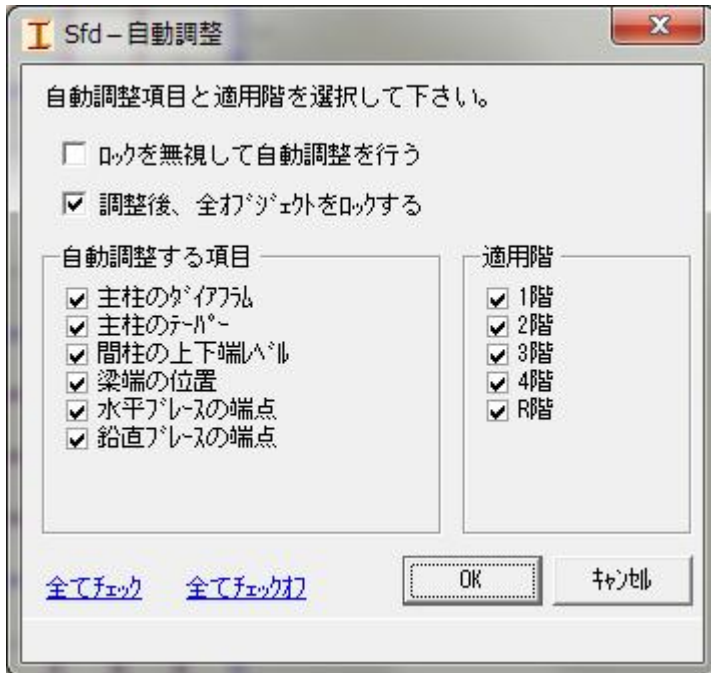 Sfd – 自動調整
自動調整項目と適用階を選択して下さい。
ﾛｯｸを無視して自動調整を行う
調整後、全ｵﾌﾞｼﾞｪｸﾄをﾛｯｸする
自動調整する項目
主柱のﾀﾞｲｱﾌﾗﾑ
主柱のﾃｰﾊﾟｰ
間柱の上下端ﾚﾍﾞﾙ
梁端の位置
水平ﾌﾞﾚｰｽの端点
鉛直ﾌﾞﾚｰｽの端点
適用階
1階
2階
3階
4階
R階
全てﾁｪｯｸ
全てﾁｪｯｸｵﾌ
OK
ｷｬﾝｾﾙ